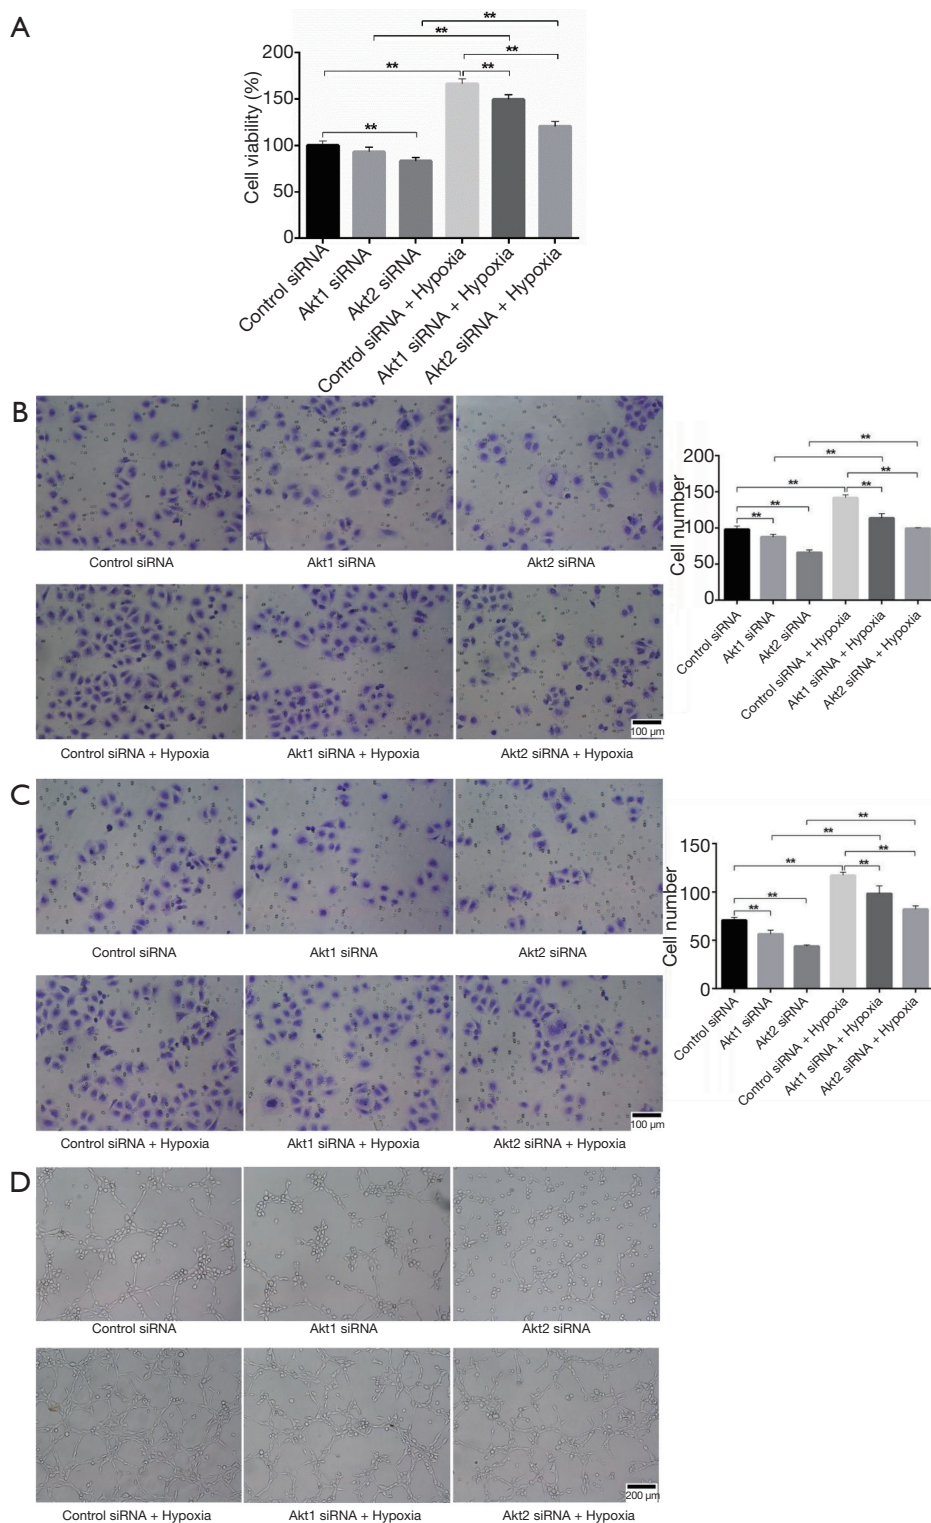 A
Cell viability (%)
200
150
100
50
0
**
**
**
**
**
**
Control siRNA
Akt1 siRNA
Akt2 siRNA
Control siRNA + Hypoxia
Akt1 siRNA + Hypoxia
Akt2 siRNA + Hypoxia
B
Control siRNA
Akt1 siRNA
Akt2 siRNA
Control siRNA + Hypoxia
Akt1 siRNA + Hypoxia
Akt2 siRNA + Hypoxia
100 µm
Cell number
200
150
100
50
0
**
**
**
**
**
**
**
Control siRNA
Akt1 siRNA
Akt2 siRNA
Control siRNA + Hypoxia
Akt1 siRNA + Hypoxia
Akt2 siRNA + Hypoxia
C
Control siRNA
Akt1 siRNA
Akt2 siRNA
Control siRNA + Hypoxia
Akt1 siRNA + Hypoxia
Akt2 siRNA + Hypoxia
100 µm
Cell number
150
100
50
0
**
**
**
**
**
**
**
Control siRNA
Akt1 siRNA
Akt2 siRNA
Control siRNA + Hypoxia
Akt1 siRNA + Hypoxia
Akt2 siRNA + Hypoxia
D
Control siRNA
Akt1 siRNA
Akt2 siRNA
200 µm
Control siRNA + Hypoxia
Akt1 siRNA + Hypoxia
Akt2 siRNA + Hypoxia